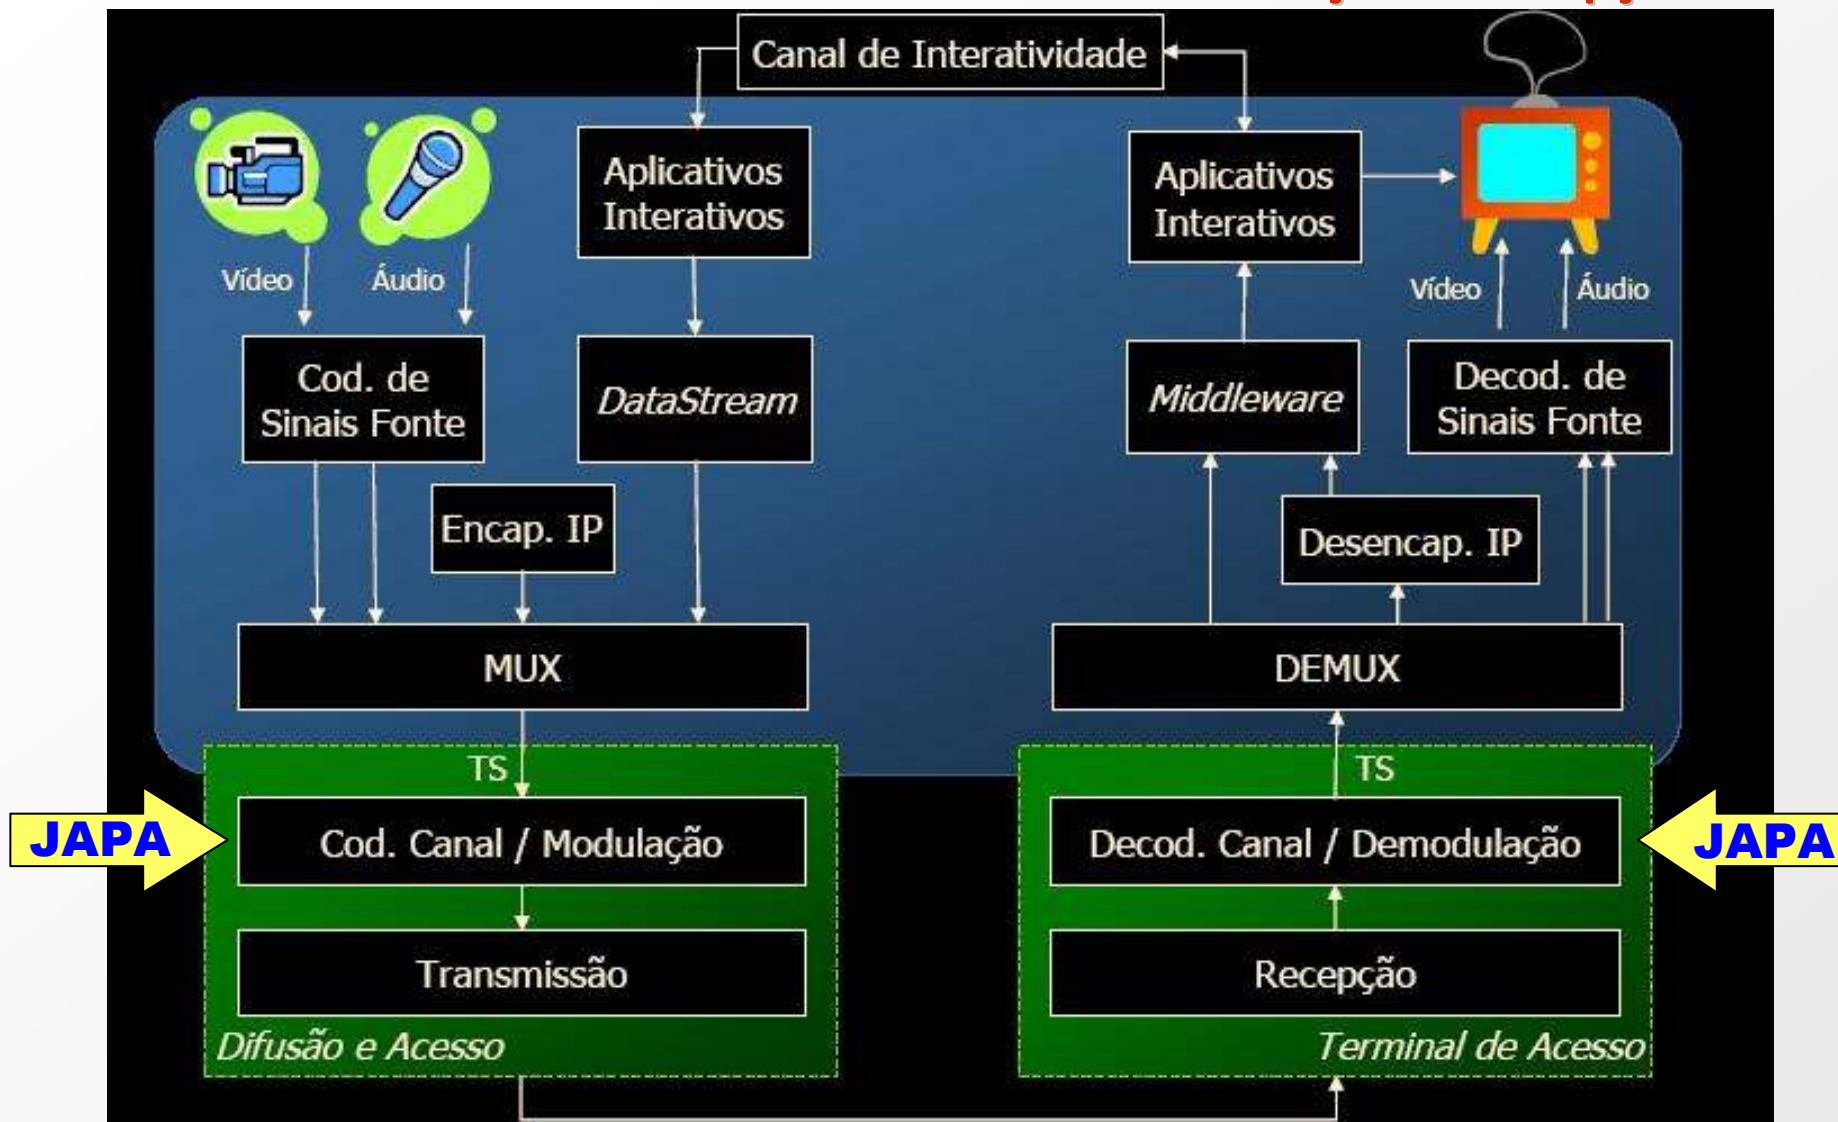 Canal de Interatividade
Aplicativos
Interativos
Aplicativos
Interativos
Vídeo
Áudio
Vídeo
Áudio
Cod. de
Sinais Fonte
DataStream
Middleware
Decod. de
Sinais Fonte
Encap. IP
Desencap. IP
MUX
DEMUX
TS
TS
JAPA
Cod. Canal / Modulação
Decod. Canal / Demodulação
JAPA
Transmissão
Recepção
Difusão e Acesso
Terminal de Acesso